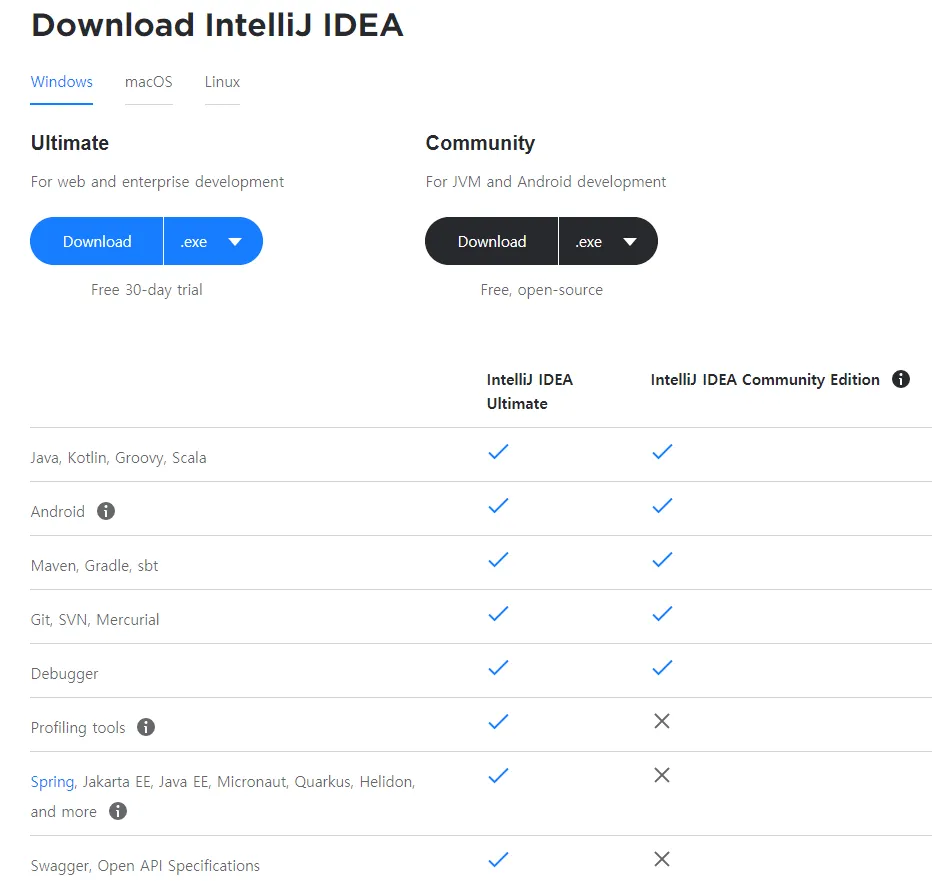 Download IntelliJ IDEA
Windows macOS Linux
Ultimate
For web and enterprise development
Download .exe
Free 30-day trial
Community
For JVM and Android development
Download .exe
Free, open-source
IntelliJ IDEA
Ultimate
IntelliJ IDEA Community Edition
Java, Kotlin, Groovy, Scala
Android
Maven, Gradle, sbt
Git, SVN, Mercurial
Debugger
Profiling tools
Spring, Jakarta EE, Java EE, Micronaut, Quarkus, Helidon,
and more
Swagger, Open API Specifications